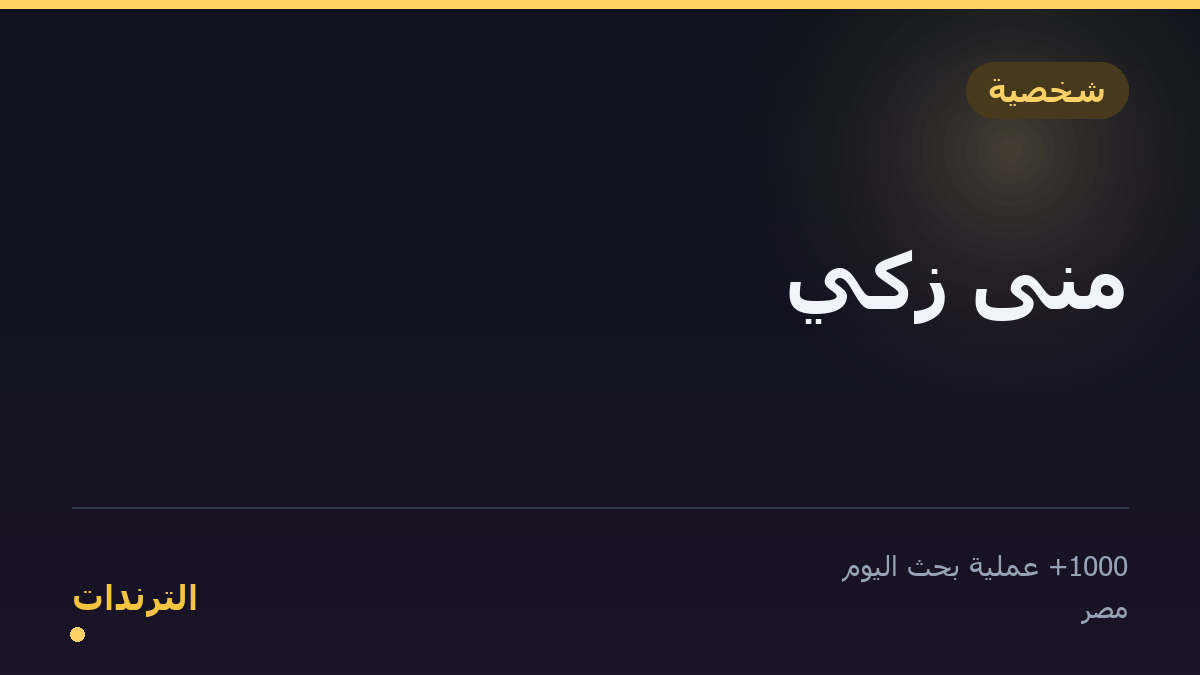 شخصية
منى زكي
1000+ عملية بحث اليوم
مصر
الترندات